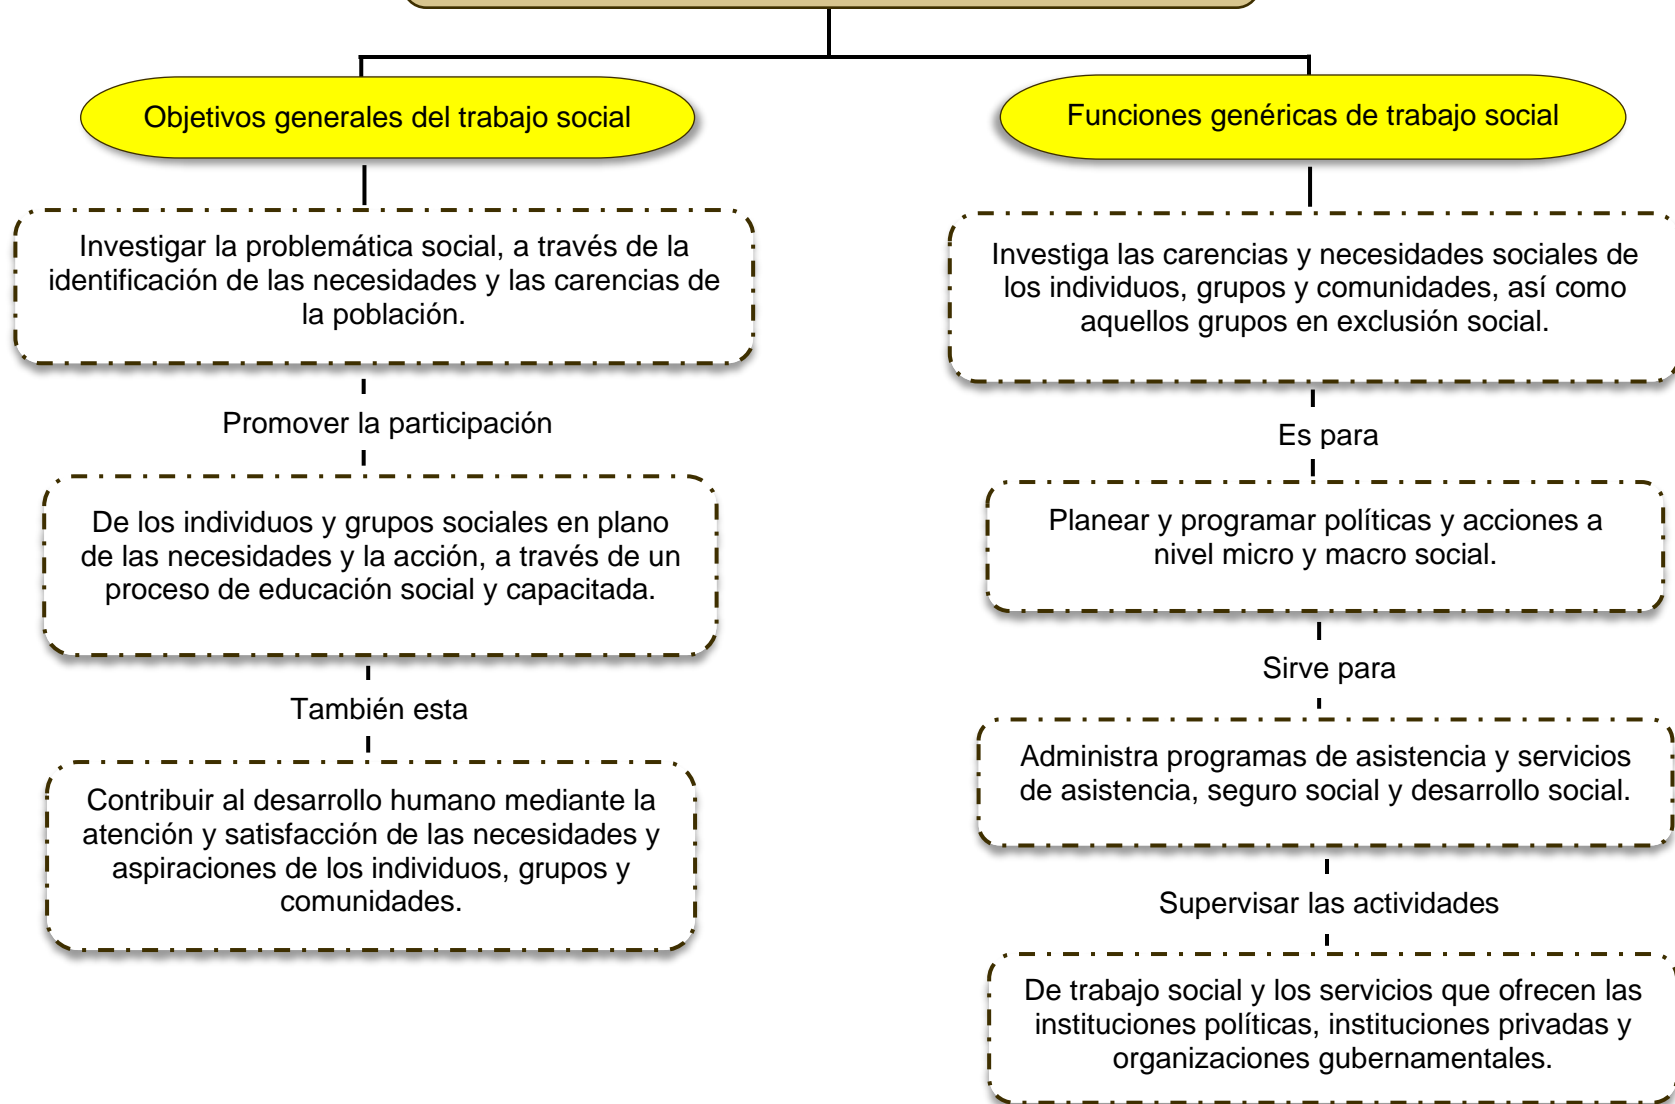 Objetivos generales del trabajo social
Investigar la problemática social, a través de la
identificación de las necesidades y las carencias de
la población.
Promover la participación
De los individuos y grupos sociales en plano
de las necesidades y la acción, a través de un
proceso de educación social y capacitada.
También esta
Contribuir al desarrollo humano mediante la
atención y satisfacción de las necesidades y
aspiraciones de los individuos, grupos y
comunidades.
Funciones genéricas de trabajo social
Investiga las carencias y necesidades sociales de
los individuos, grupos y comunidades, así como
aquellos grupos en exclusión social.
Es para
Planear y programar políticas y acciones a
nivel micro y macro social.
Sirve para
Administra programas de asistencia y servicios
de asistencia, seguro social y desarrollo social.
Supervisar las actividades
De trabajo social y los servicios que ofrecen las
instituciones políticas, instituciones privadas y
organizaciones gubernamentales.